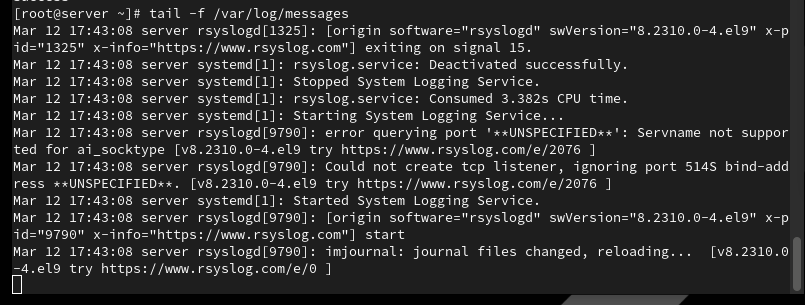 [root@server ~]# tail -f /var/log/messages
Mar 12 17:43:08 server rsyslogd[1325]: [origin software="rsyslogd" swVersion="8.2310.0-4.el9" x-p
id="1325" x-info="https://www.rsyslog.com"] exiting on signal 15.
Mar 12 17:43:08 server systemd[1]: rsyslog.service: Deactivated successfully.
Mar 12 17:43:08 server systemd[1]: Stopped System Logging Service.
Mar 12 17:43:08 server systemd[1]: rsyslog.service: Consumed 3.382s CPU time.
Mar 12 17:43:08 server systemd[1]: Starting System Logging Service...
Mar 12 17:43:08 server rsyslogd[9790]: error querying port '**UNSPECIFIED**': Servname not suppor
ted for ai_socktype [v8.2310.0-4.el9 try https://www.rsyslog.com/e/2076 ]
Mar 12 17:43:08 server rsyslogd[9790]: Could not create tcp listener, ignoring port 514S bind-add
ress **UNSPECIFIED**. [v8.2310.0-4.el9 try https://www.rsyslog.com/e/2076 ]
Mar 12 17:43:08 server systemd[1]: Started System Logging Service.
Mar 12 17:43:08 server rsyslogd[9790]: [origin software="rsyslogd" swVersion="8.2310.0-4.el9" x-p
id="9790" x-info="https://www.rsyslog.com"] start
Mar 12 17:43:08 server rsyslogd[9790]: imjournal: journal files changed, reloading...  [v8.2310.0
-4.el9 try https://www.rsyslog.com/e/0 ]